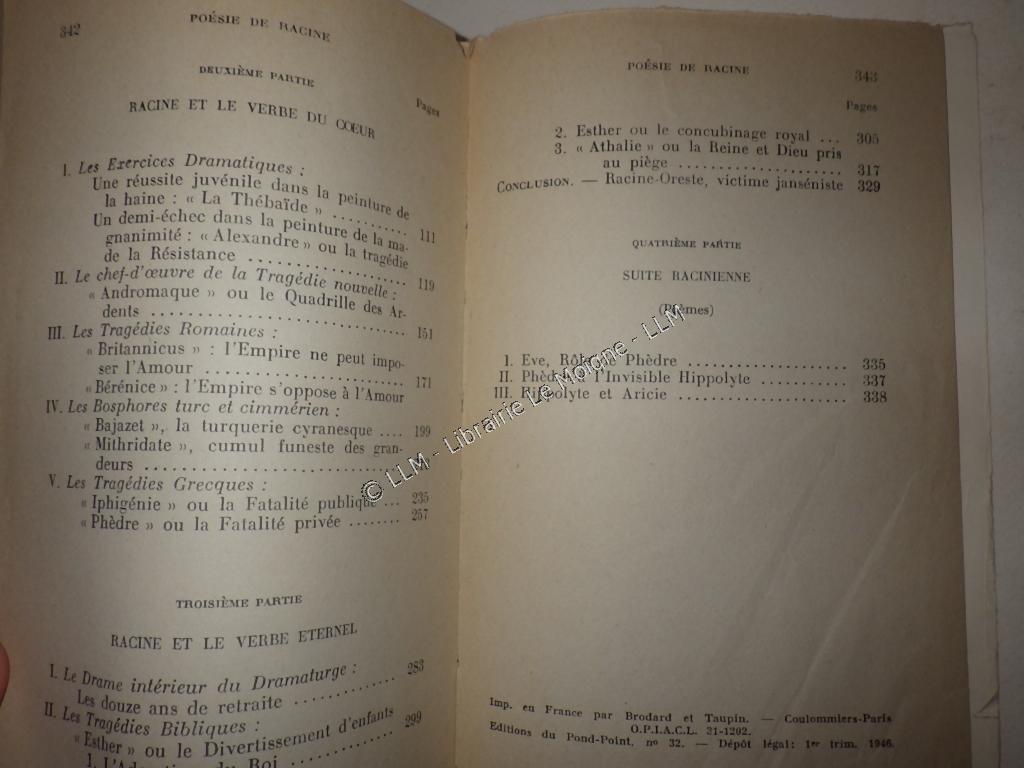 342
POÉSIE DE RACINE
DEUXIÈME PARTIE
RACINE ET LE VERBE DU CŒUR
Pages
I. Les Exercices Dramatiques :
Une réussite juvénile dans la peinture de
la haine : « La Thébaïde » ........... 111
Un demi-échec dans la peinture de la ma-
gnanimité : « Alexandre » ou la tragédie
de la Résistance .................... 119
II. Le chef-d'œuvre de la Tragédie nouvelle :
« Andromaque » ou le Quadrille des Ar-
dents .............................. 151
III. Les Tragédies Romaines :
« Britannicus » : l'Empire ne peut impo-
ser l'Amour ........................ 171
« Bérénice » : l'Empire s'oppose à l'Amour
IV. Les Bosphores turc et cimmérien :
« Bajazet », la turquerie cyranesque .... 199
« Mithridate », cumul funeste des gran-
deurs ..............................
V. Les Tragédies Grecques :
« Iphigénie » ou la Fatalité publique ... 235
« Phèdre » ou la Fatalité privée ........ 257
TROISIÈME PARTIE
RACINE ET LE VERBE ETERNEL
I. Le Drame intérieur du Dramaturge :
Les douze ans de retraite ............ 283
II. Les Tragédies Bibliques :
« Esther » ou le Divertissement d'enfants 299
1. du Roi
POÉSIE DE RACINE
343
Pages
2. Esther ou le concubinage royal ... 305
3. « Athalie » ou la Reine et Dieu pris
au piège ...................... 317
CONCLUSION. — Racine-Oreste, victime janséniste 329
QUATRIÈME PARTIE
SUITE RACINIENNE
(Poèmes)
I. Eve, Rôle de Phèdre .................... 335
II. Phèdre à l'Invisible Hippolyte ........... 337
III. Hippolyte et Aricie ..................... 338
Imp. en France par Brodard et Taupin. — Coulommiers-Paris
O.P.I.A.C.L. 31-1202.
Editions du Pond-Point, n° 32. — Dépôt légal: 1er trim. 1946.
© LLM - Librairie Le Moigne - LLM